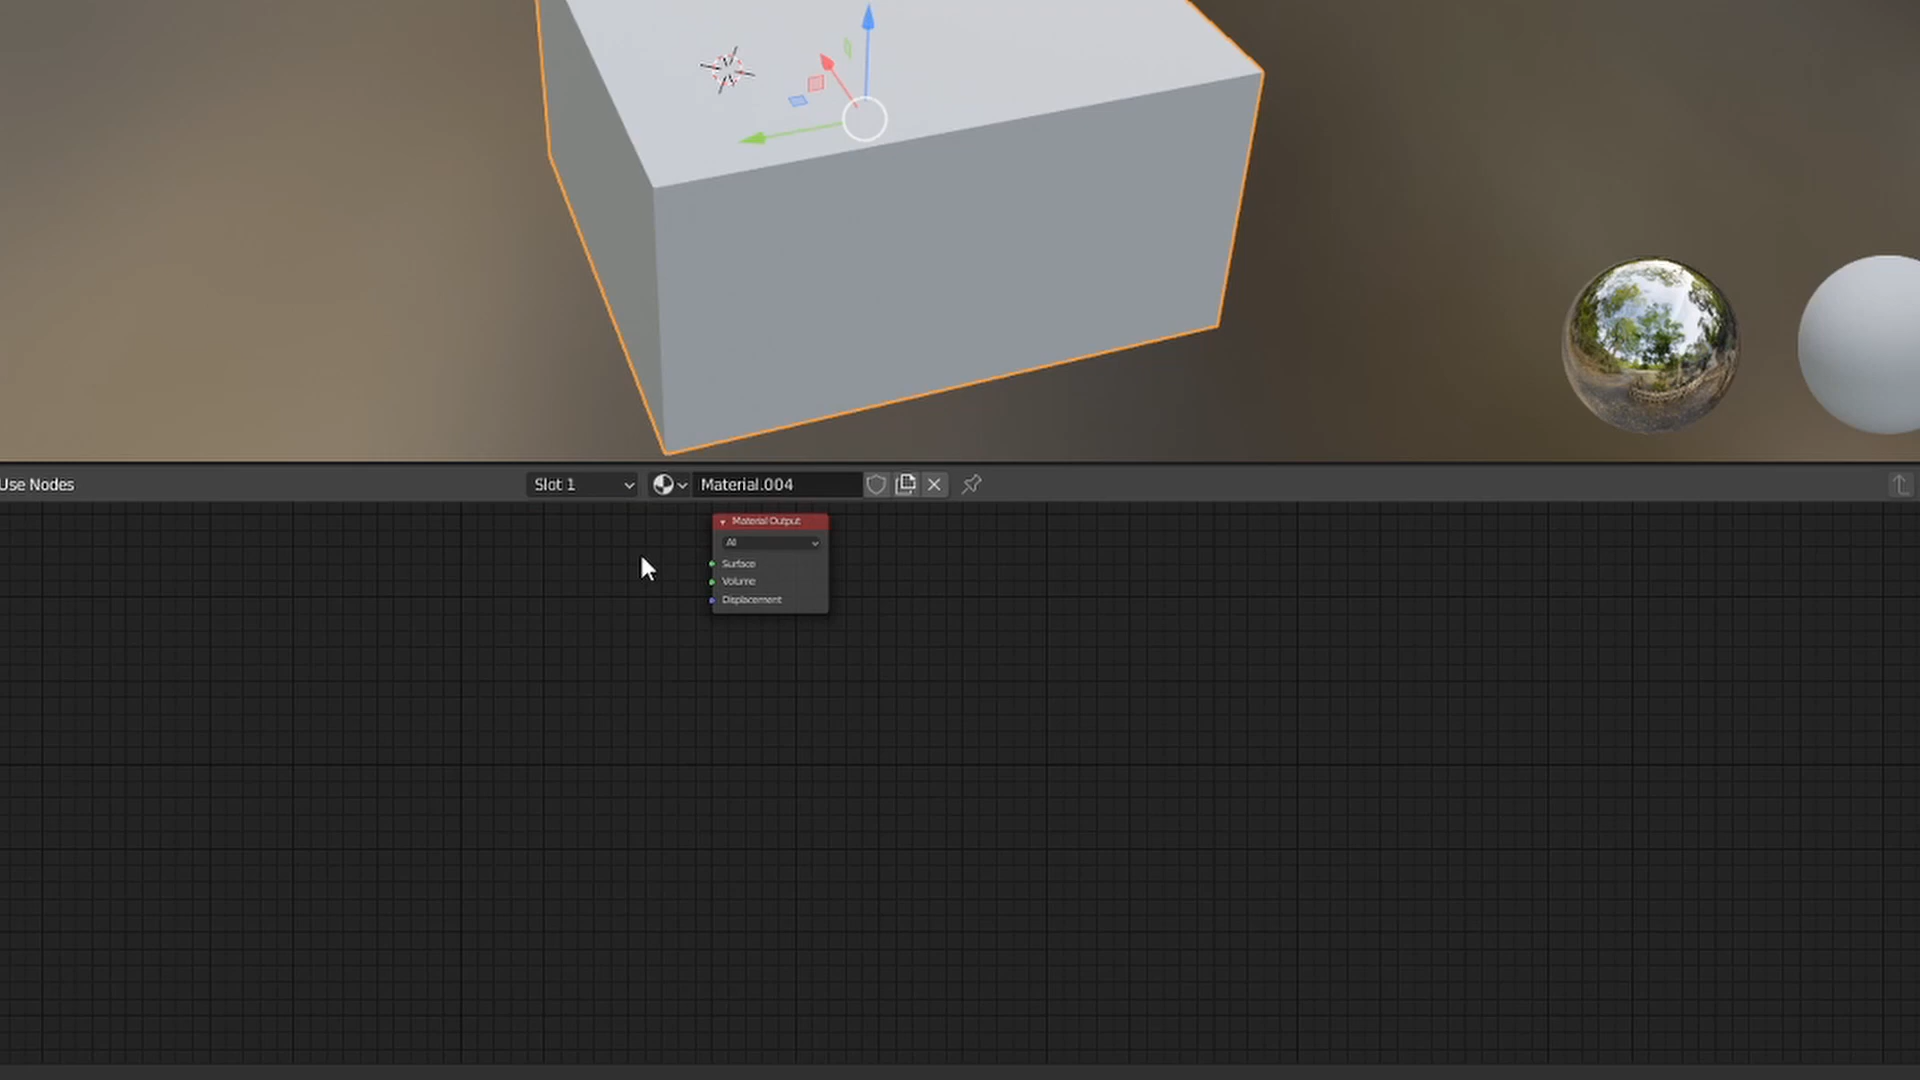 Use Nodes
Slot 1
Material.004
Material Output
All
Surface
Volume
Displacement